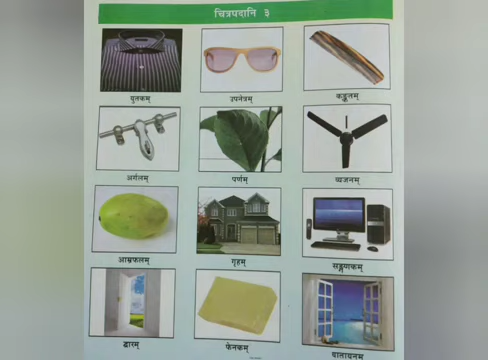 चित्रपदानि ३
युतकम्
उपनेत्रम्
कङ्कतम्
अर्गलम्
पर्णम्
व्यजनम्
आम्रफलम्
गृहम्
सङ्गणकम्
द्वारम्
फेनकम्
वातायनम्